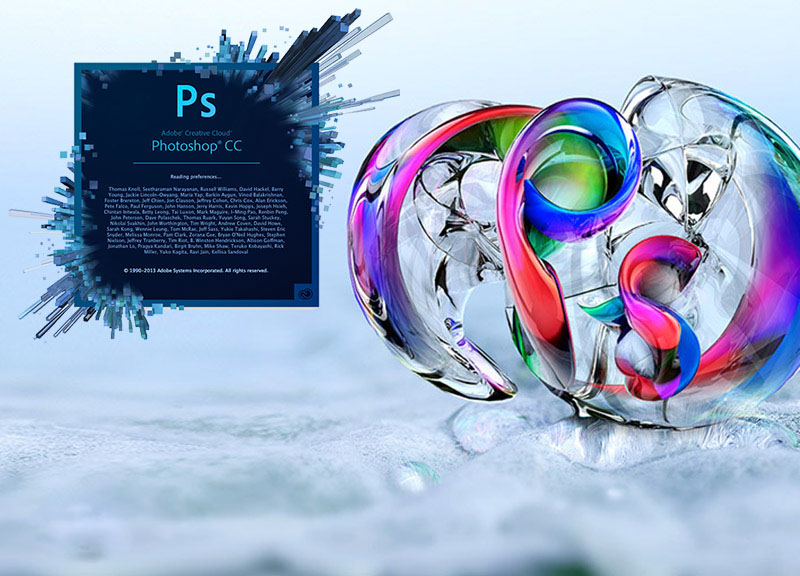 Ps
Adobe® Creative Cloud™
Photoshop® CC
Reading preferences...
Thomas Knoll, Seetharaman Narayanan, Russell Williams, David Hackel, Barry
Young, Jackie Lincoln-Owyang, Maria Yap, Barkin Aygun, Vinod Balakrishnan,
Foster Brereton, Jeff Chien, Jon Clauson, Jeffrey Cohen, Chris Cox, Alan Erickson,
Pete Falco, Paul Ferguson, John Hanson, Jerry Harris, Kevin Hopps, Joseph Hsieh,
Chintan Intwala, Betty Leong, Tai Luxon, Mark Maguire, I-Ming Pao, Renbin Peng,
John Peterson, Dave Polaschek, Thomas Ruark, Yuyan Song, Sarah Stuckey,
Nikolai Svakhin, John Worthington, Tim Wright, Andrew Coven, David Howe,
Sarah Kong, Wennie Leung, Tom McRae, Jeff Sass, Yukie Takahashi, Steven Eric
Snyder, Melissa Monroe, Pam Clark, Zorana Gee, Bryan O'Neil Hughes, Stephen
Nielson, Jeffrey Tranberry, Tim Riot, B. Winston Hendrickson, Allison Goffman,
Jonathan Lo, Pragya Kandari, Birgit Brafer, Mike Shaw, Teruko Kobayashi, Rick
Miller, Yuko Kagita, Ravi Jain, Kellisa Sandoval
© 1990–2013 Adobe Systems Incorporated. All rights reserved.
Ps